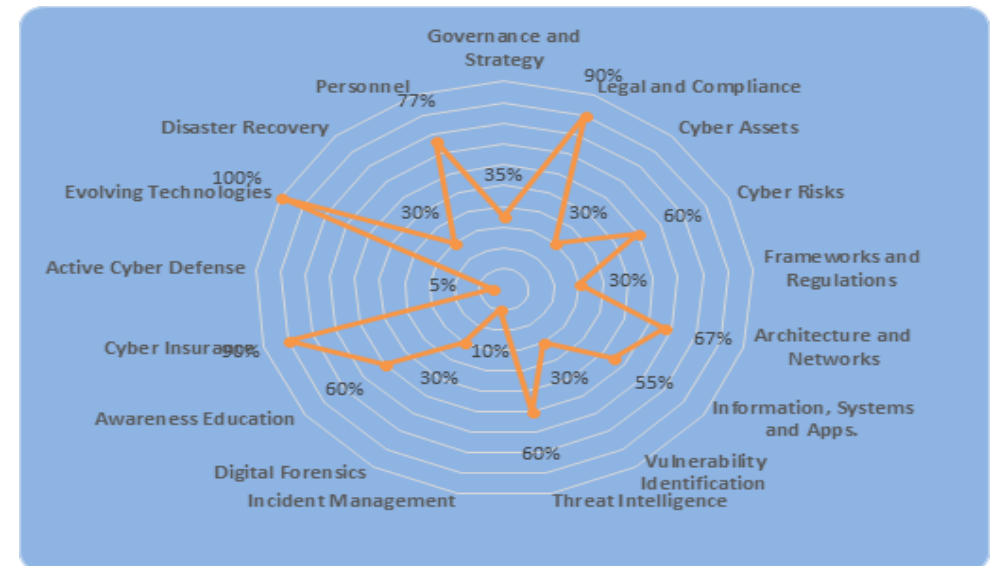 Governance and
Strategy
90%
Legal and Compliance
Personnel
77%
Disaster Recovery
Cyber Assets
100%
Evolving Technologies
35%
Cyber Risks
30%
30%
60%
Active Cyber Defense
5%
30%
Frameworks and
Regulations
Cyber Insurance
90%
10%
67%
Architecture and
Networks
60%
30%
30%
55%
Awareness Education
Information, Systems
and Apps.
60%
Digital Forensics
Vulnerability
Identification
Incident Management
Threat Intelligence